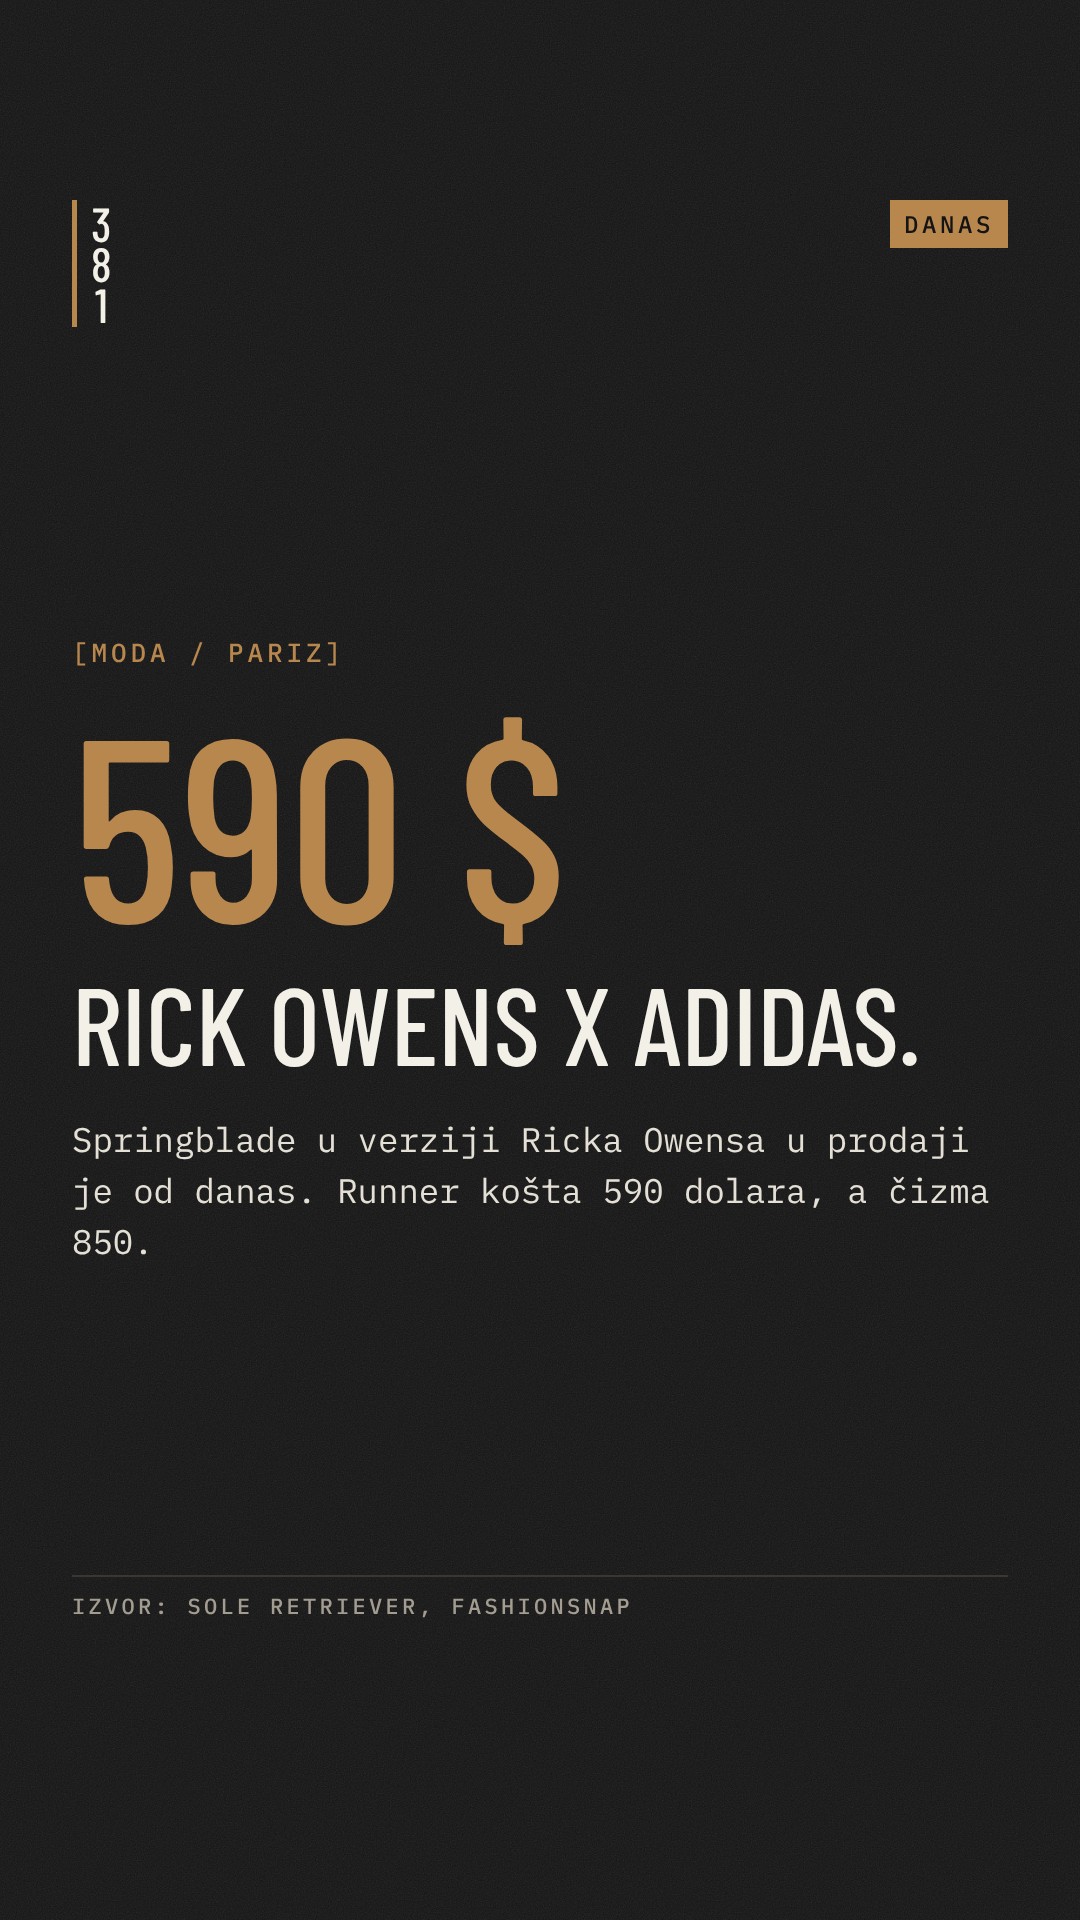 3
8
1
DANAS
[MODA / PARIZ]
590 $
RICK OWENS X ADIDAS.
Springblade u verziji Ricka Owensa u prodaji
je od danas. Runner košta 590 dolara, a čizma
850.
IZVOR: SOLE RETRIEVER, FASHIONSNAP